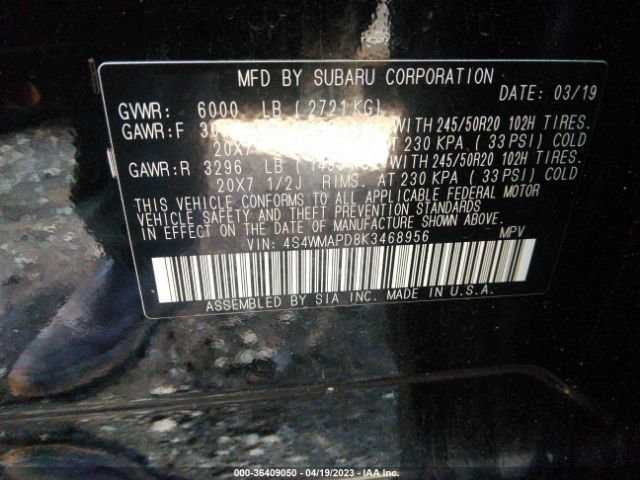 MFD BY SUBARU CORPORATION
DATE: 03/19
GVWR: 6000 LB (2721KG)
GAWR:F WITH 245/50R20 102H TIRES.
20X7 AT 230 KPA (33 PSI) COLD
GAWR:R 3296 LB WITH 245/50R20 102H TIRES.
20X7 1/2J RIMS. AT 230 KPA (33 PSI) COLD
THIS VEHICLE CONFORMS TO ALL APPLICABLE FEDERAL MOTOR
VEHICLE SAFETY AND THEFT PREVENTION STANDARDS
IN EFFECT ON THE DATE OF MANUFACTURE SHOWN ABOVE.
VIN: 4S4WMAPD8K3468956 MPV
ASSEMBLED BY SIA INC. MADE IN U.S.A.
000-36409050 - 04/19/2023 - IAA Inc.